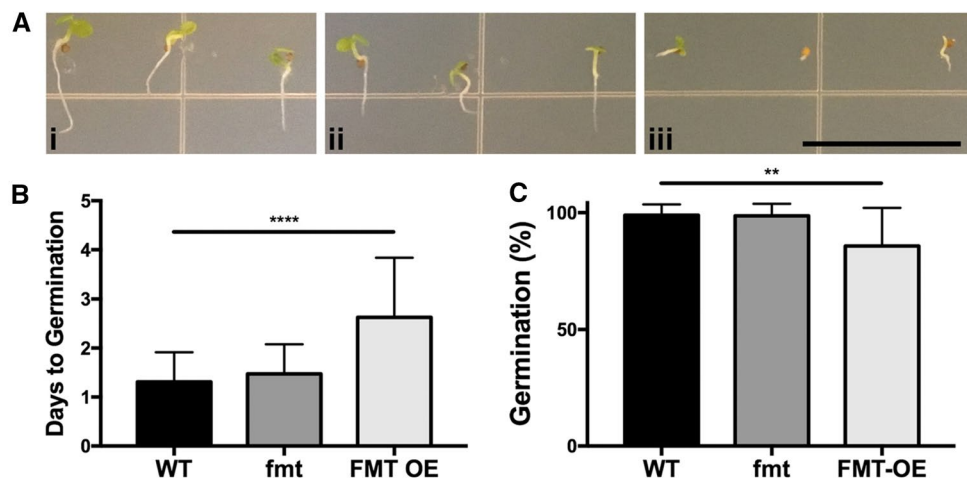 A
i
ii
iii
B
Days to Germination
5
4
3
2
1
0
****
WT
fmt
FMT OE
C
Germination (%)
100
50
0
**
WT
fmt
FMT-OE